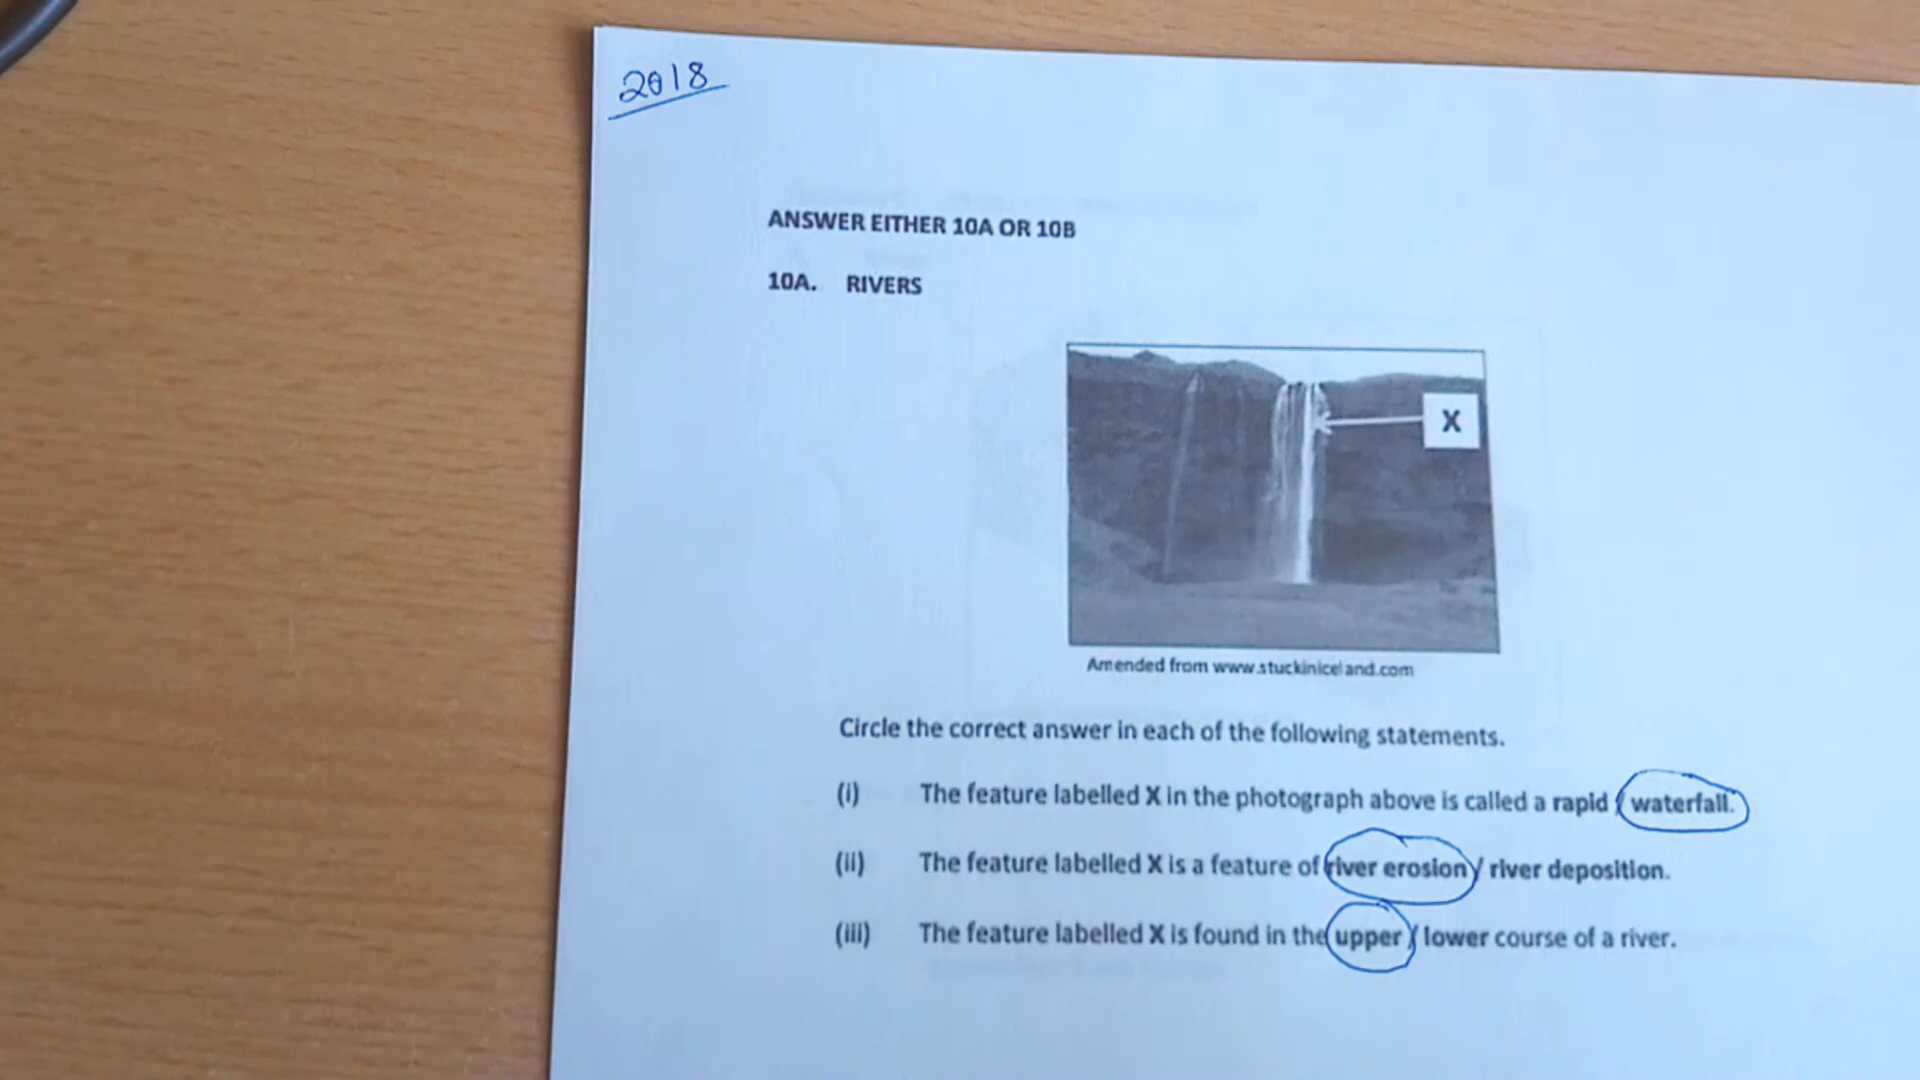 2018
ANSWER EITHER 10A OR 10B
10A. RIVERS
X
Amended from www.stuckiniceland.com
Circle the correct answer in each of the following statements.
(i) The feature labelled X in the photograph above is called a rapid / waterfall.
(ii) The feature labelled X is a feature of river erosion / river deposition.
(iii) The feature labelled X is found in the upper / lower course of a river.